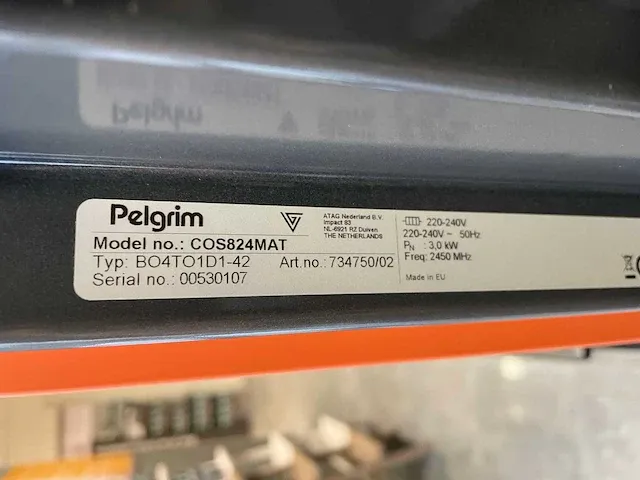 Pelgrim
Model no.: COS824MAT
Typ: BO4TO1D1-42 Art.no.: 734750/02
Serial no.: 00530107
ATAG Nederland B.V.
Impact 83
NL-6921 RZ Duiven
THE NETHERLANDS
220-240V
220-240V ~ 50Hz
PN : 3,0 kW
Freq: 2450 MHz
Made in EU